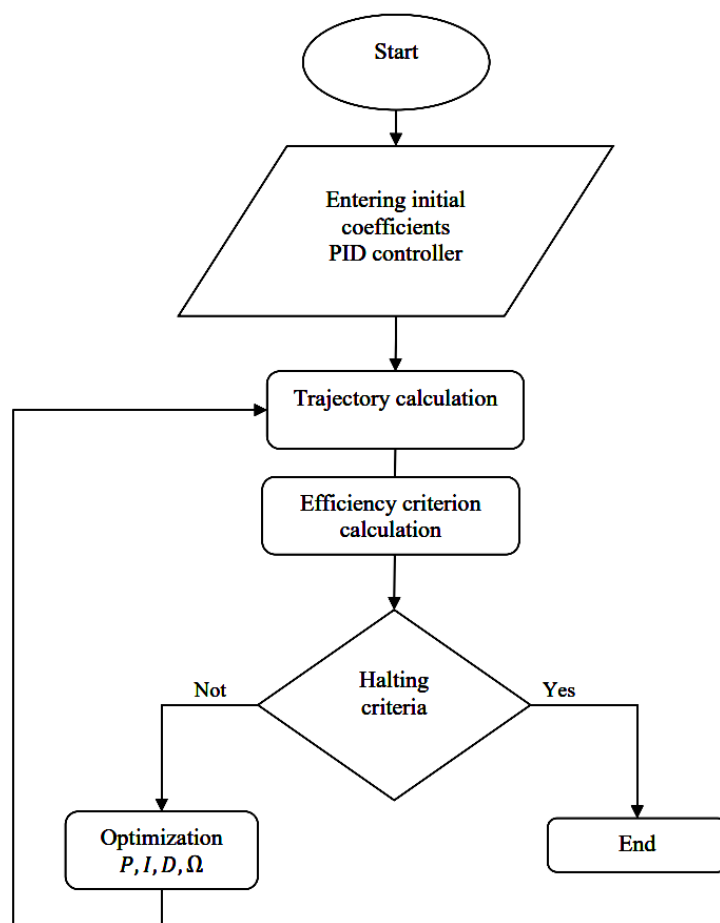 Start
Entering initial
coefficients
PID controller
Trajectory calculation
Efficiency criterion
calculation
Halting
criteria
Not
Yes
Optimization
P, I, D, Ω
End